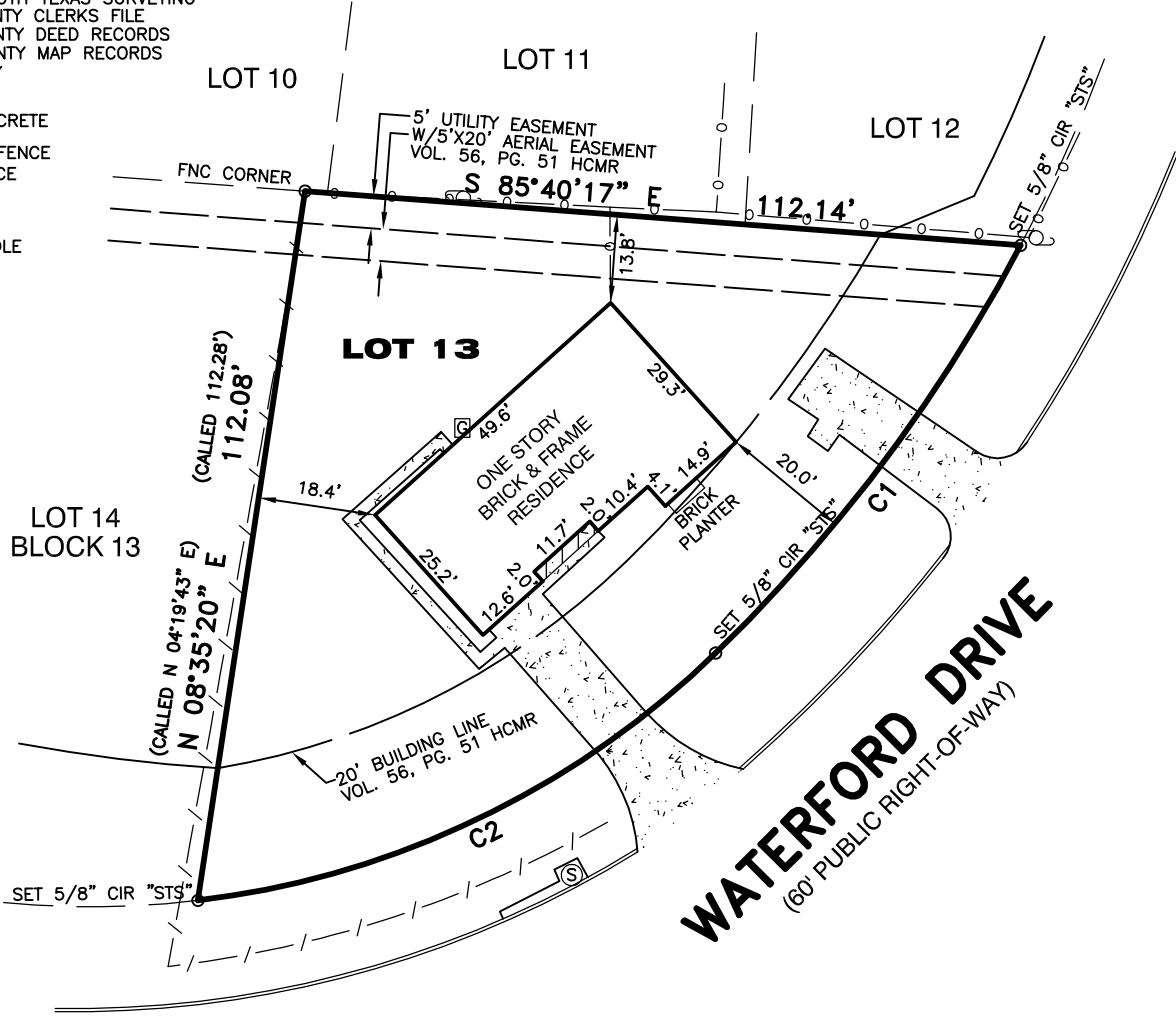 UTH TEXAS SURVEYING
NTY CLERKS FILE
NTY DEED RECORDS
NTY MAP RECORDS
CRETE
FENCE
CE
OLE
LOT 10
LOT 11
LOT 12
5' UTILITY EASEMENT
W/5'X20' AERIAL EASEMENT
VOL. 56, PG. 51 HCMR
FNC CORNER
S 85°40'17" E
112.14'
SET 5/8" CIR "STS"
13.8'
LOT 13
(CALLED 112.28')
112.08'
29.3'
49.6'
G
ONE STORY
BRICK & FRAME
RESIDENCE
18.4'
25.2'
12.6'
2.0'
11.7'
2.0'
10.4'
4.1'
14.9'
BRICK
PLANTER
20.0'
C1
SET 5/8" CIR "STS"
LOT 14
BLOCK 13
(CALLED N 04°19'43" E)
N 08°35'20" E
20' BUILDING LINE
VOL. 56, PG. 51 HCMR
C2
SET 5/8" CIR "STS"
S
WATERFORD DRIVE
(60' PUBLIC RIGHT-OF-WAY)